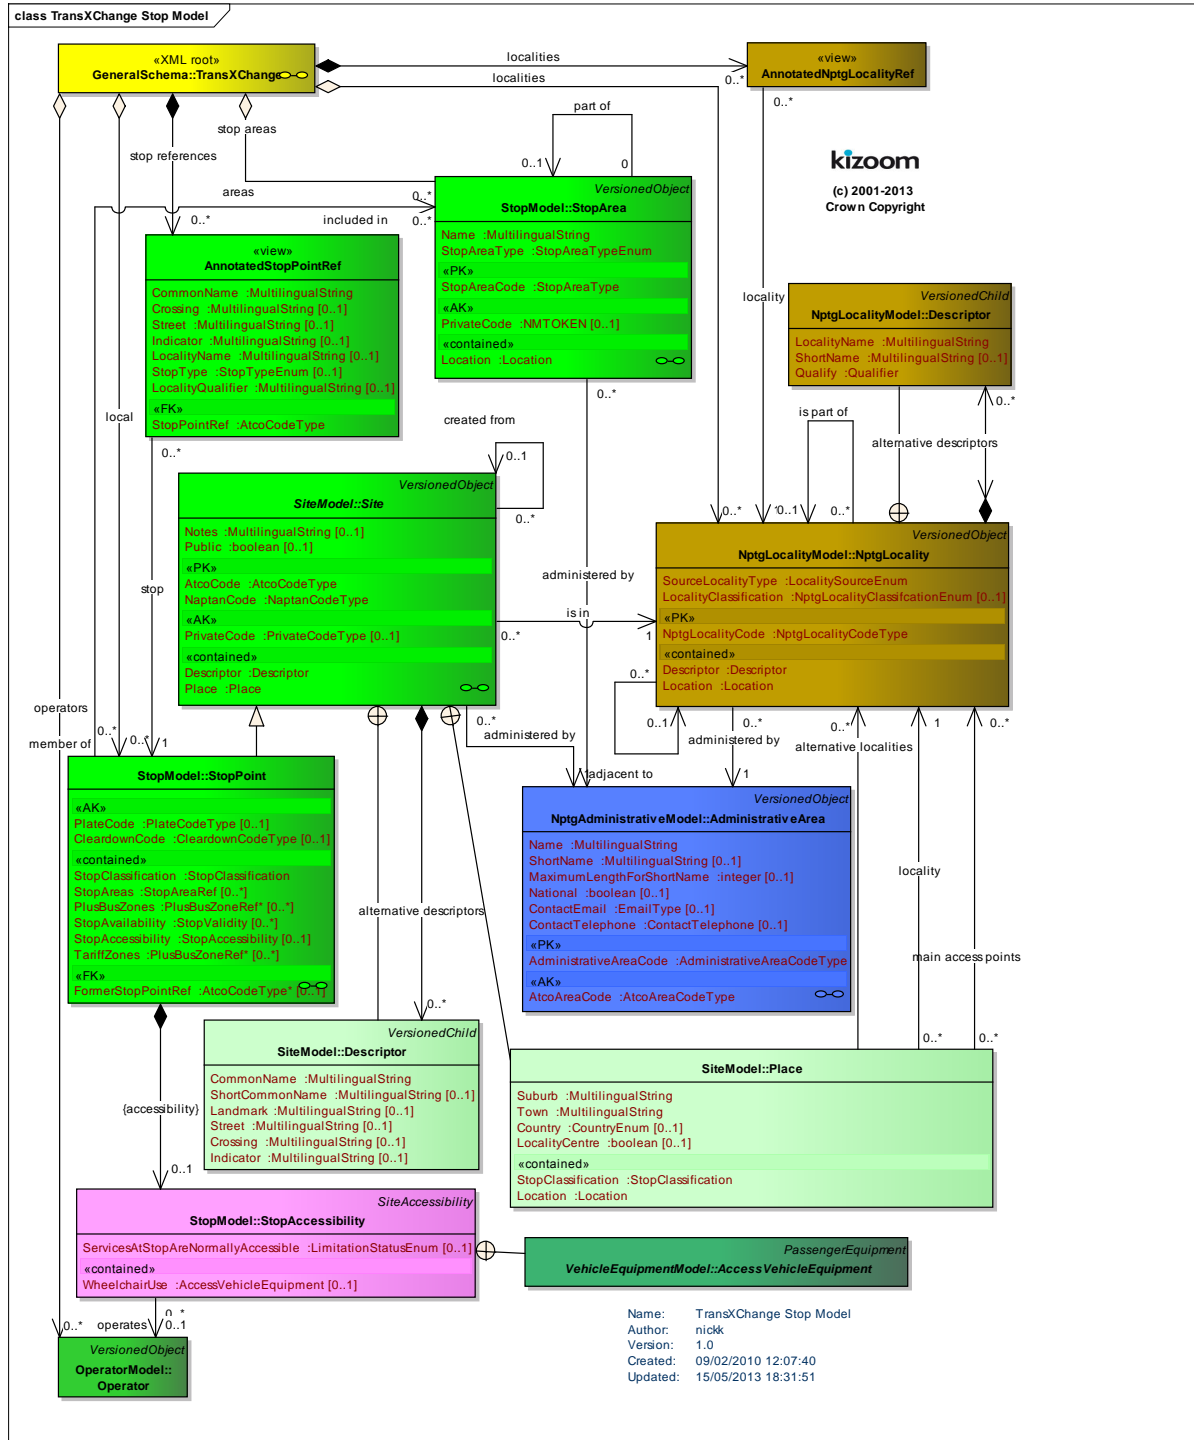 class TransXChange Stop Model
«XML root»
GeneralSchema::TransXChange
localities
localities
0..*
0..*
«view»
AnnotatedNptgLocalityRef
0..*
stop areas
stop references
part of
0..1
0
areas
0..*
included in
0..*
0..*
kizoom
(c) 2001-2013
Crown Copyright
VersionedObject
StopModel::StopArea
Name :MultilingualString
StopAreaType :StopAreaTypeEnum
«PK»
StopAreaCode :StopAreaType
«AK»
PrivateCode :NMTOKEN [0..1]
«contained»
Location :Location
«view»
AnnotatedStopPointRef
CommonName :MultilingualString
Crossing :MultilingualString [0..1]
Street :MultilingualString [0..1]
Indicator :MultilingualString [0..1]
LocalityName :MultilingualString [0..1]
StopType :StopTypeEnum [0..1]
LocalityQualifier :MultilingualString [0..1]
«FK»
StopPointRef :AtcoCodeType
0..*
locality
VersionedChild
NptgLocalityModel::Descriptor
LocalityName :MultilingualString
ShortName :MultilingualString [0..1]
Qualify :Qualifier
0..*
0..*
local
created from
0..1
0..*
is part of
alternative descriptors
VersionedObject
SiteModel::Site
Notes :MultilingualString [0..1]
Public :boolean [0..1]
«PK»
AtcoCode :AtcoCodeType
NaptanCode :NaptanCodeType
«AK»
PrivateCode :PrivateCodeType [0..1]
«contained»
Descriptor :Descriptor
Place :Place
0..*
0..1
0..*
VersionedObject
NptgLocalityModel::NptgLocality
SourceLocalityType :LocalitySourceEnum
LocalityClassification :NptgLocalityClassifcationEnum [0..1]
«PK»
NptgLocalityCode :NptgLocalityCodeType
«contained»
Descriptor :Descriptor
Location :Location
stop
administered by
is in
0..*
1
0..*
0..1
operators
member of
0..*
0..*
1
0..*
administered by
administered by
0..*
alternative localities
0..*
1
0..*
adjacent to
1
StopModel::StopPoint
«AK»
PlateCode :PlateCodeType [0..1]
CleardownCode :CleardownCodeType [0..1]
«contained»
StopClassification :StopClassification
StopAreas :StopAreaRef [0..*]
PlusBusZones :PlusBusZoneRef* [0..*]
StopAvailability :StopValidity [0..*]
StopAccessibility :StopAccessibility [0..1]
TariffZones :PlusBusZoneRef* [0..*]
«FK»
FormerStopPointRef :AtcoCodeType* [0..1]
VersionedObject
NptgAdministrativeModel::AdministrativeArea
Name :MultilingualString
ShortName :MultilingualString [0..1]
MaximumLengthForShortName :integer [0..1]
National :boolean [0..1]
ContactEmail :EmailType [0..1]
ContactTelephone :ContactTelephone [0..1]
«PK»
AdministrativeAreaCode :AdministrativeAreaCodeType
«AK»
AtcoAreaCode :AtcoAreaCodeType
locality
alternative descriptors
main access points
0..*
0..*
0..*
VersionedChild
SiteModel::Descriptor
CommonName :MultilingualString
ShortCommonName :MultilingualString [0..1]
Landmark :MultilingualString [0..1]
Street :MultilingualString [0..1]
Crossing :MultilingualString [0..1]
Indicator :MultilingualString [0..1]
SiteModel::Place
Suburb :MultilingualString
Town :MultilingualString
Country :CountryEnum [0..1]
LocalityCentre :boolean [0..1]
«contained»
StopClassification :StopClassification
Location :Location
{accessibility}
0..1
SiteAccessibility
StopModel::StopAccessibility
ServicesAtStopAreNormallyAccessible :LimitationStatusEnum [0..1]
«contained»
WheelchairUse :AccessVehicleEquipment [0..1]
PassengerEquipment
VehicleEquipmentModel::AccessVehicleEquipment
0..*
0..*
operates
0..1
VersionedObject
OperatorModel::
Operator
Name: TransXChange Stop Model
Author: nickk
Version: 1.0
Created: 09/02/2010 12:07:40
Updated: 15/05/2013 18:31:51